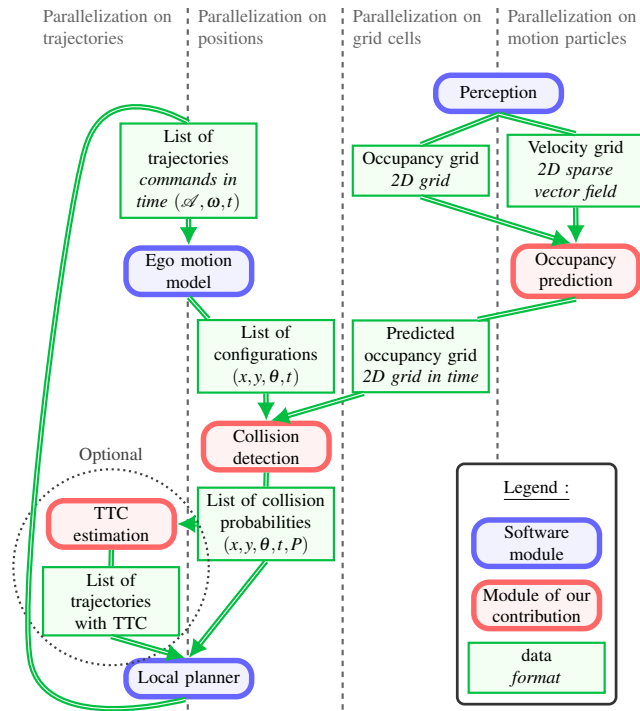 Parallelization on
trajectories
Parallelization on
positions
Parallelization on
grid cells
Parallelization on
motion particles
Perception
List of
trajectories
commands in
time (𝒜, ω, t)
Occupancy grid
2D grid
Velocity grid
2D sparse
vector field
Ego motion
model
Occupancy
prediction
List of
configurations
(x, y, θ, t)
Predicted
occupancy grid
2D grid in time
Collision
detection
Optional
TTC
estimation
List of collision
probabilities
(x, y, θ, t, P)
List of
trajectories
with TTC
Local planner
Legend :
Software
module
Module of our
contribution
data
format